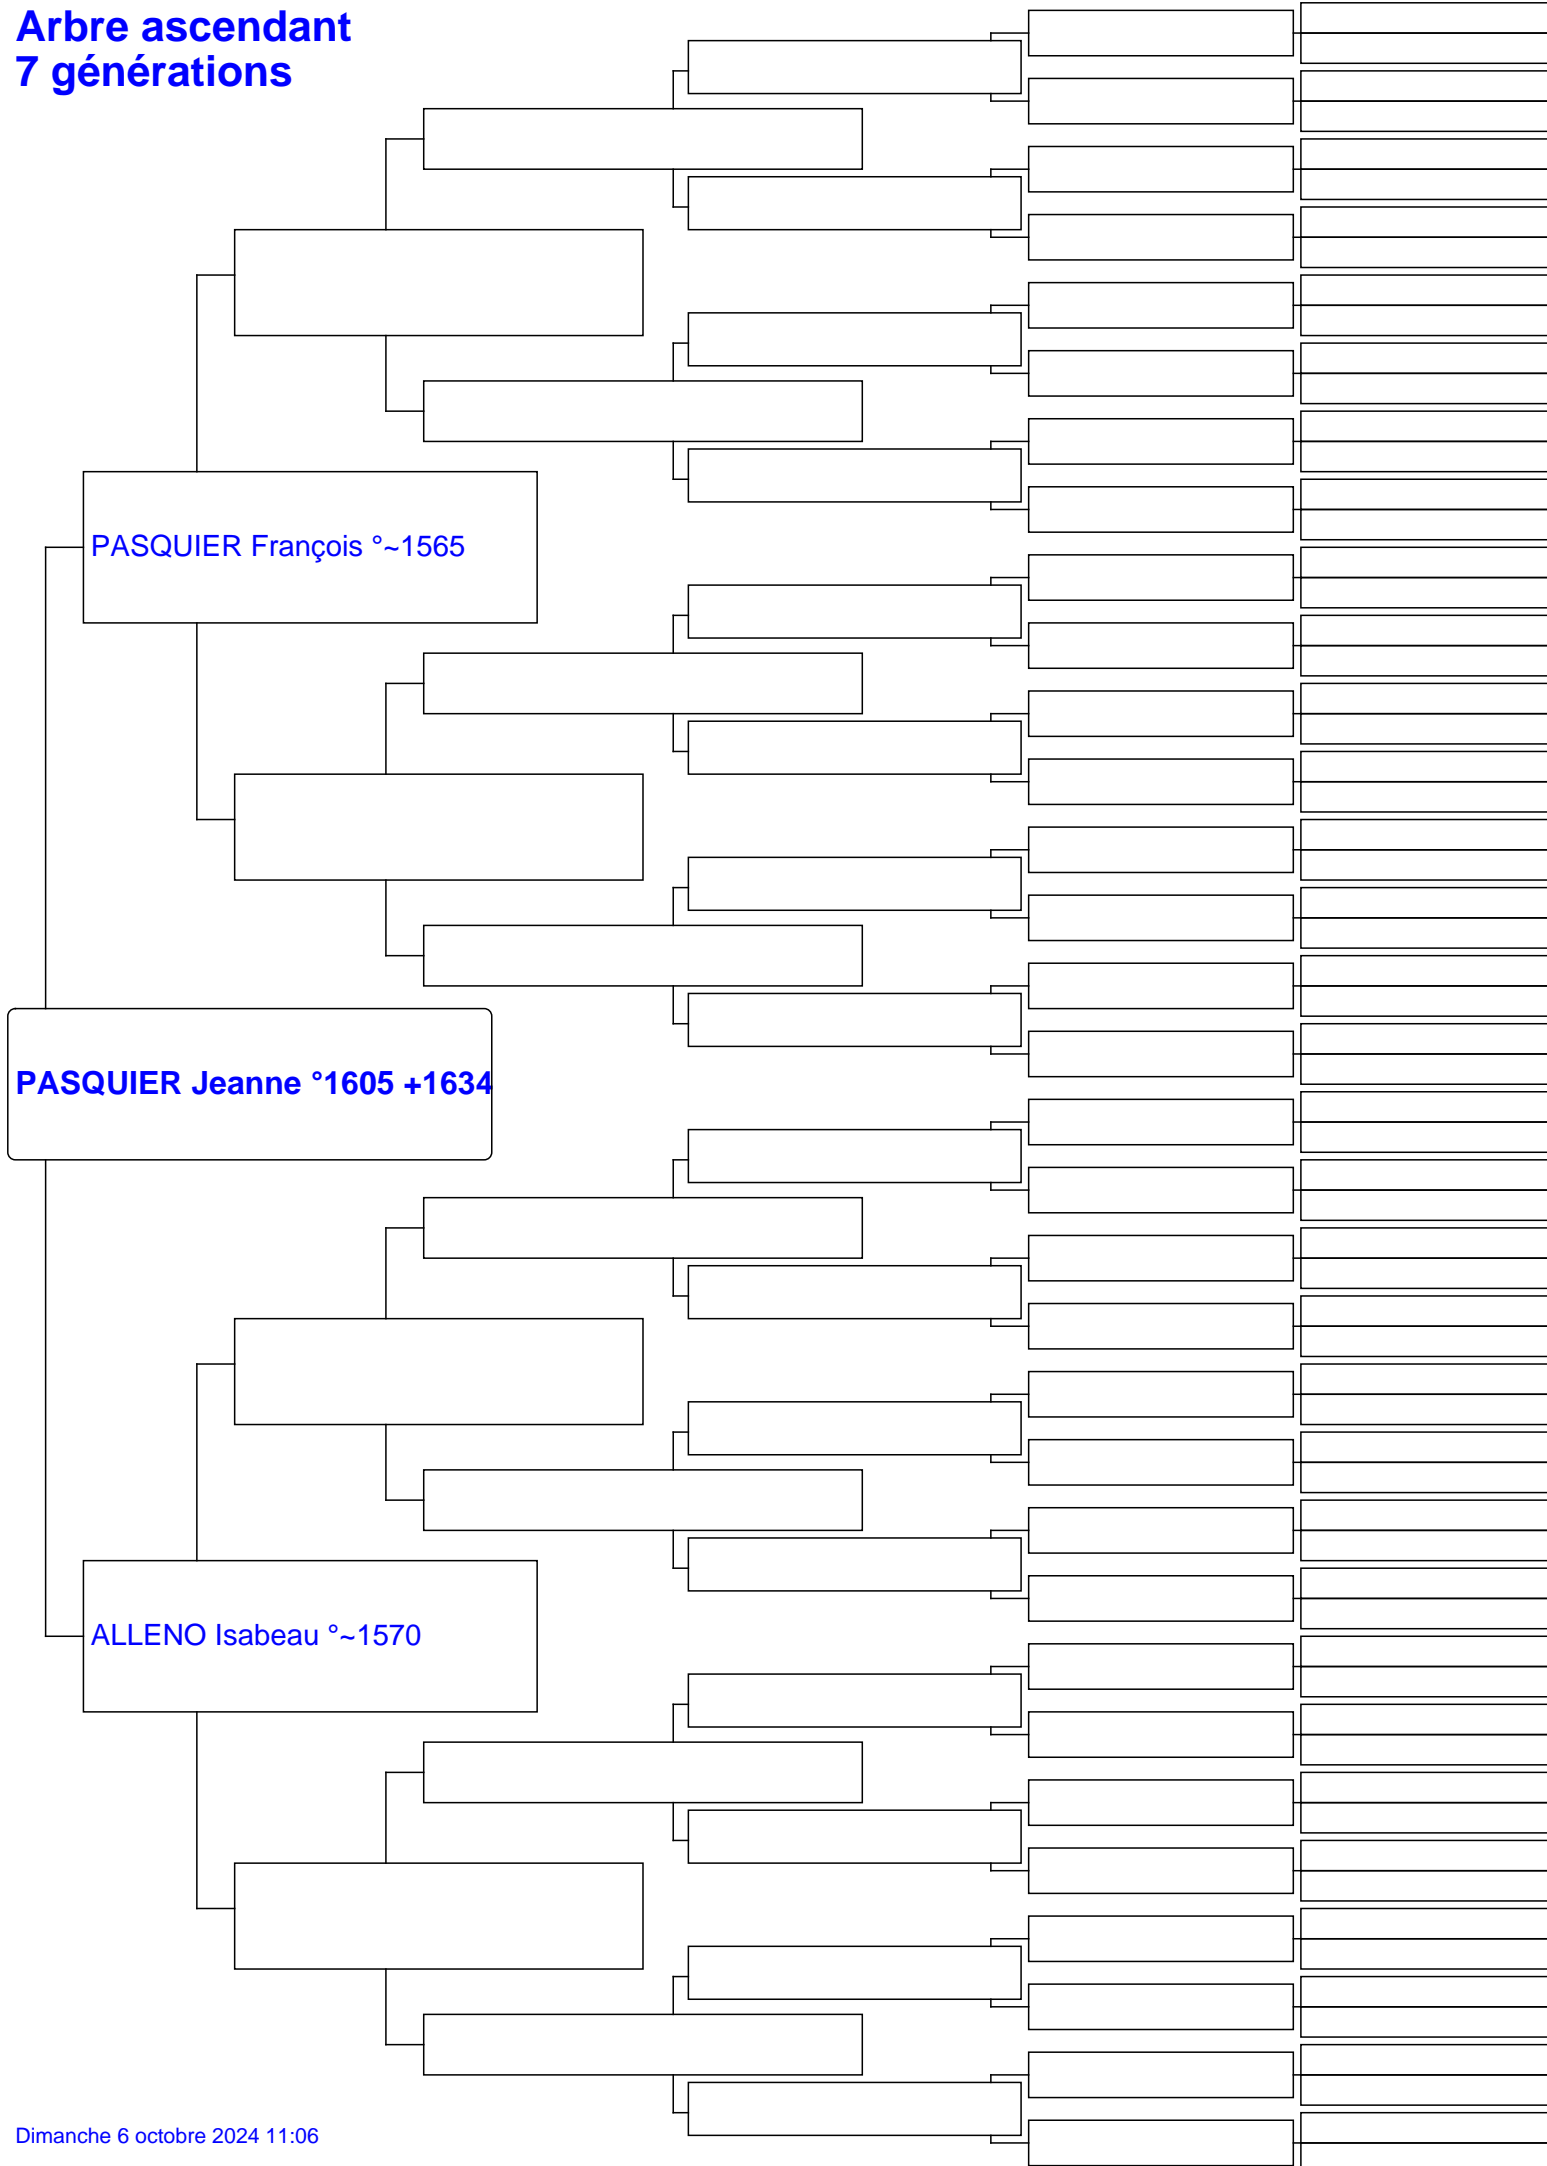 Arbre ascendant
7 générations
PASQUIER François °~1565
PASQUIER Jeanne °1605 +1634
ALLENO Isabeau °~1570
Dimanche 6 octobre 2024 11:06